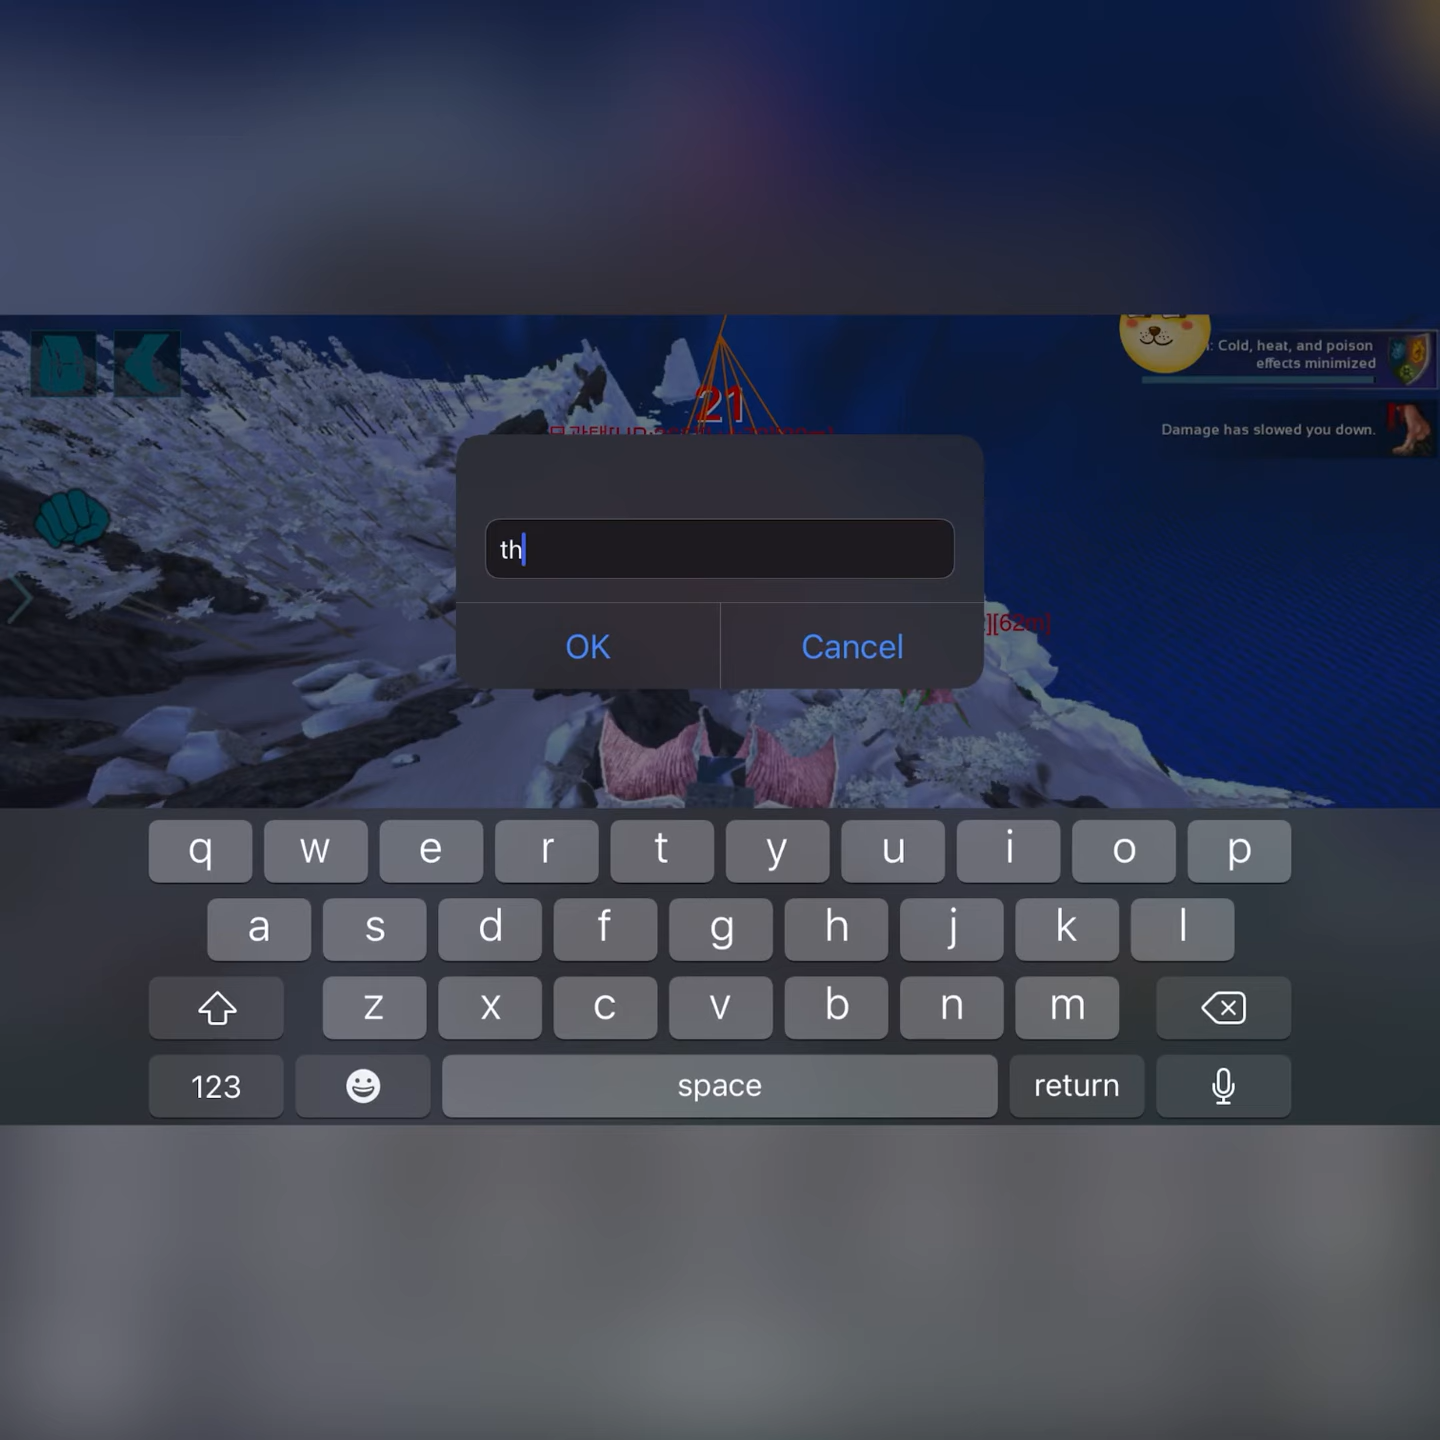 : Cold, heat, and poison
effects minimized
21
Damage has slowed you down.
th
][62m]
OK
Cancel
q w e r t y u i o p
a s d f g h j k l
z x c v b n m
123
space
return